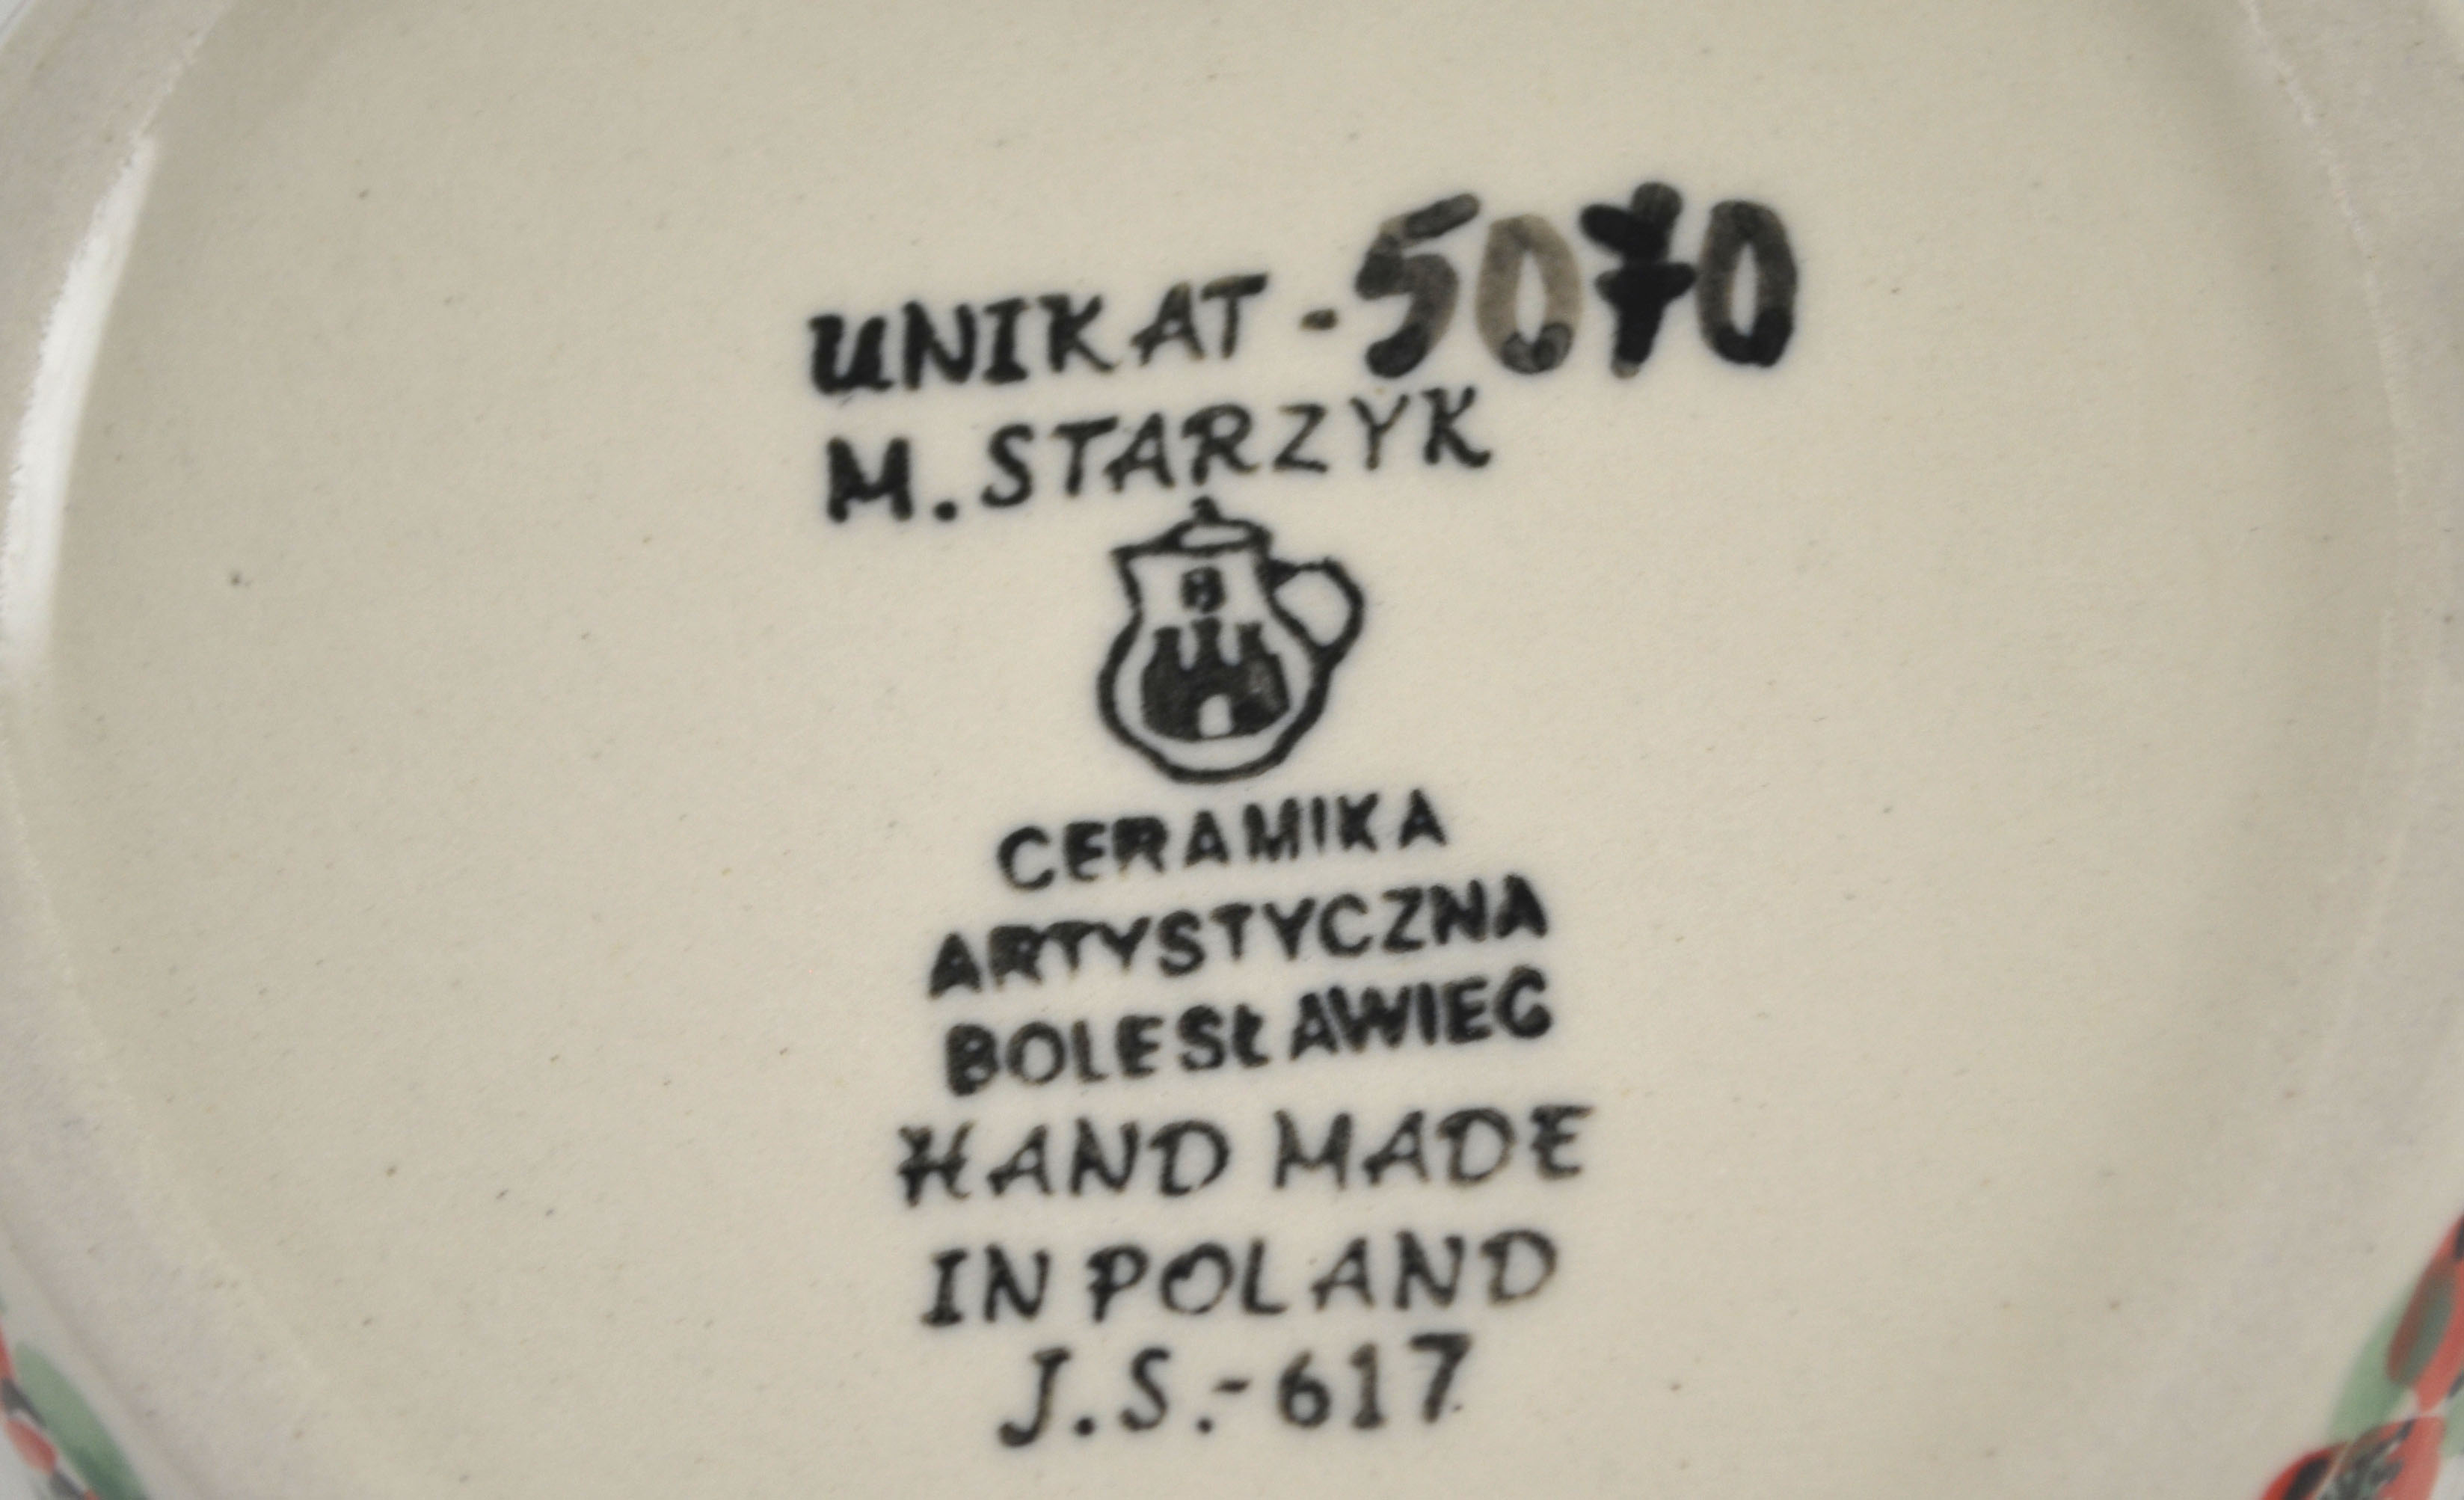 UNIKAT - 5070
M. STARZYK
B
CERAMIKA
ARTYSTYCZNA
BOLESŁAWIEC
HAND MADE
IN POLAND
J.S.-617